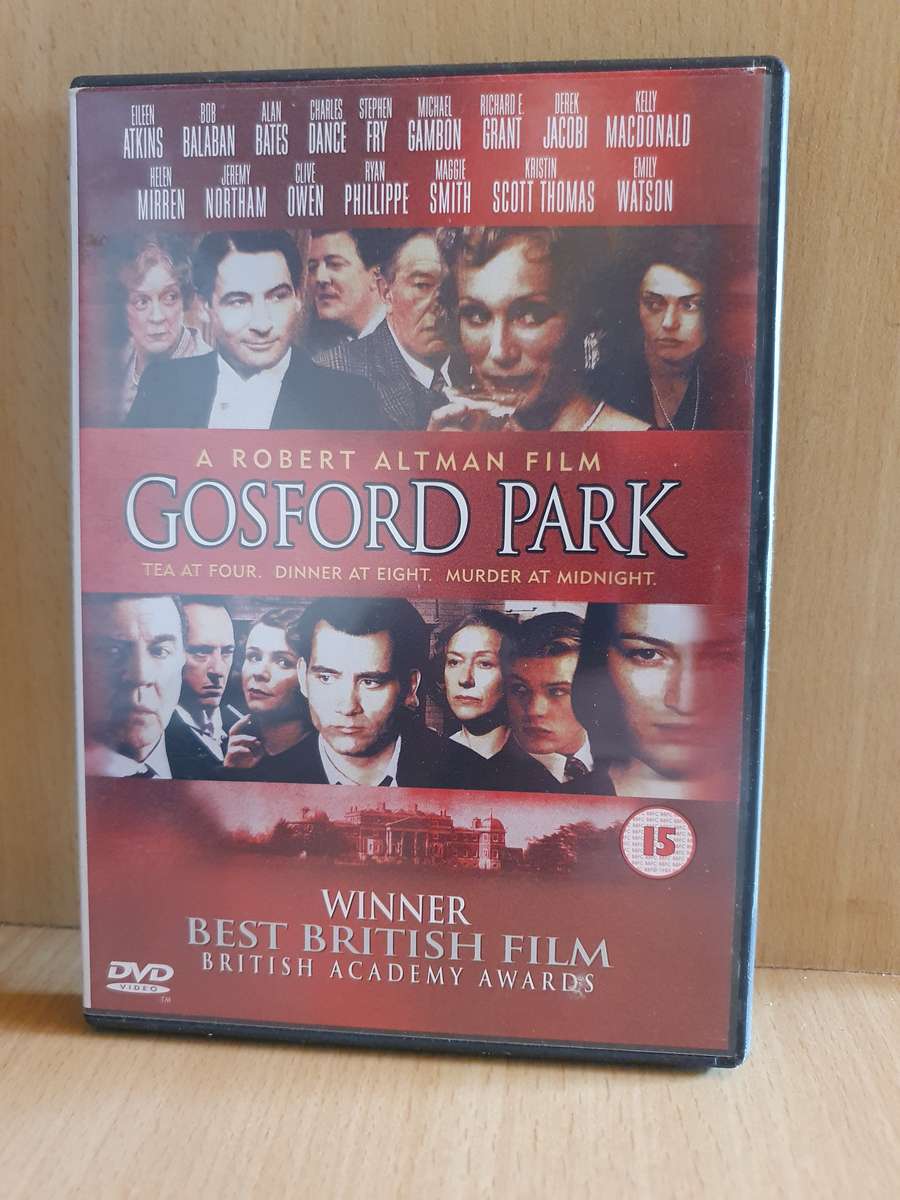 EILEEN ATKINS BOB BALABAN ALAN BATES CHARLES DANCE STEPHEN FRY MICHAEL GAMBON RICHARD E. GRANT DEREK JACOBI KELLY MACDONALD
HELEN MIRREN JEREMY NORTHAM CLIVE OWEN RYAN PHILLIPPE MAGGIE SMITH KRISTIN SCOTT THOMAS EMILY WATSON
A ROBERT ALTMAN FILM
GOSFORD PARK
TEA AT FOUR. DINNER AT EIGHT. MURDER AT MIDNIGHT.
15
WINNER
BEST BRITISH FILM
BRITISH ACADEMY AWARDS
DVD
VIDEO
TM